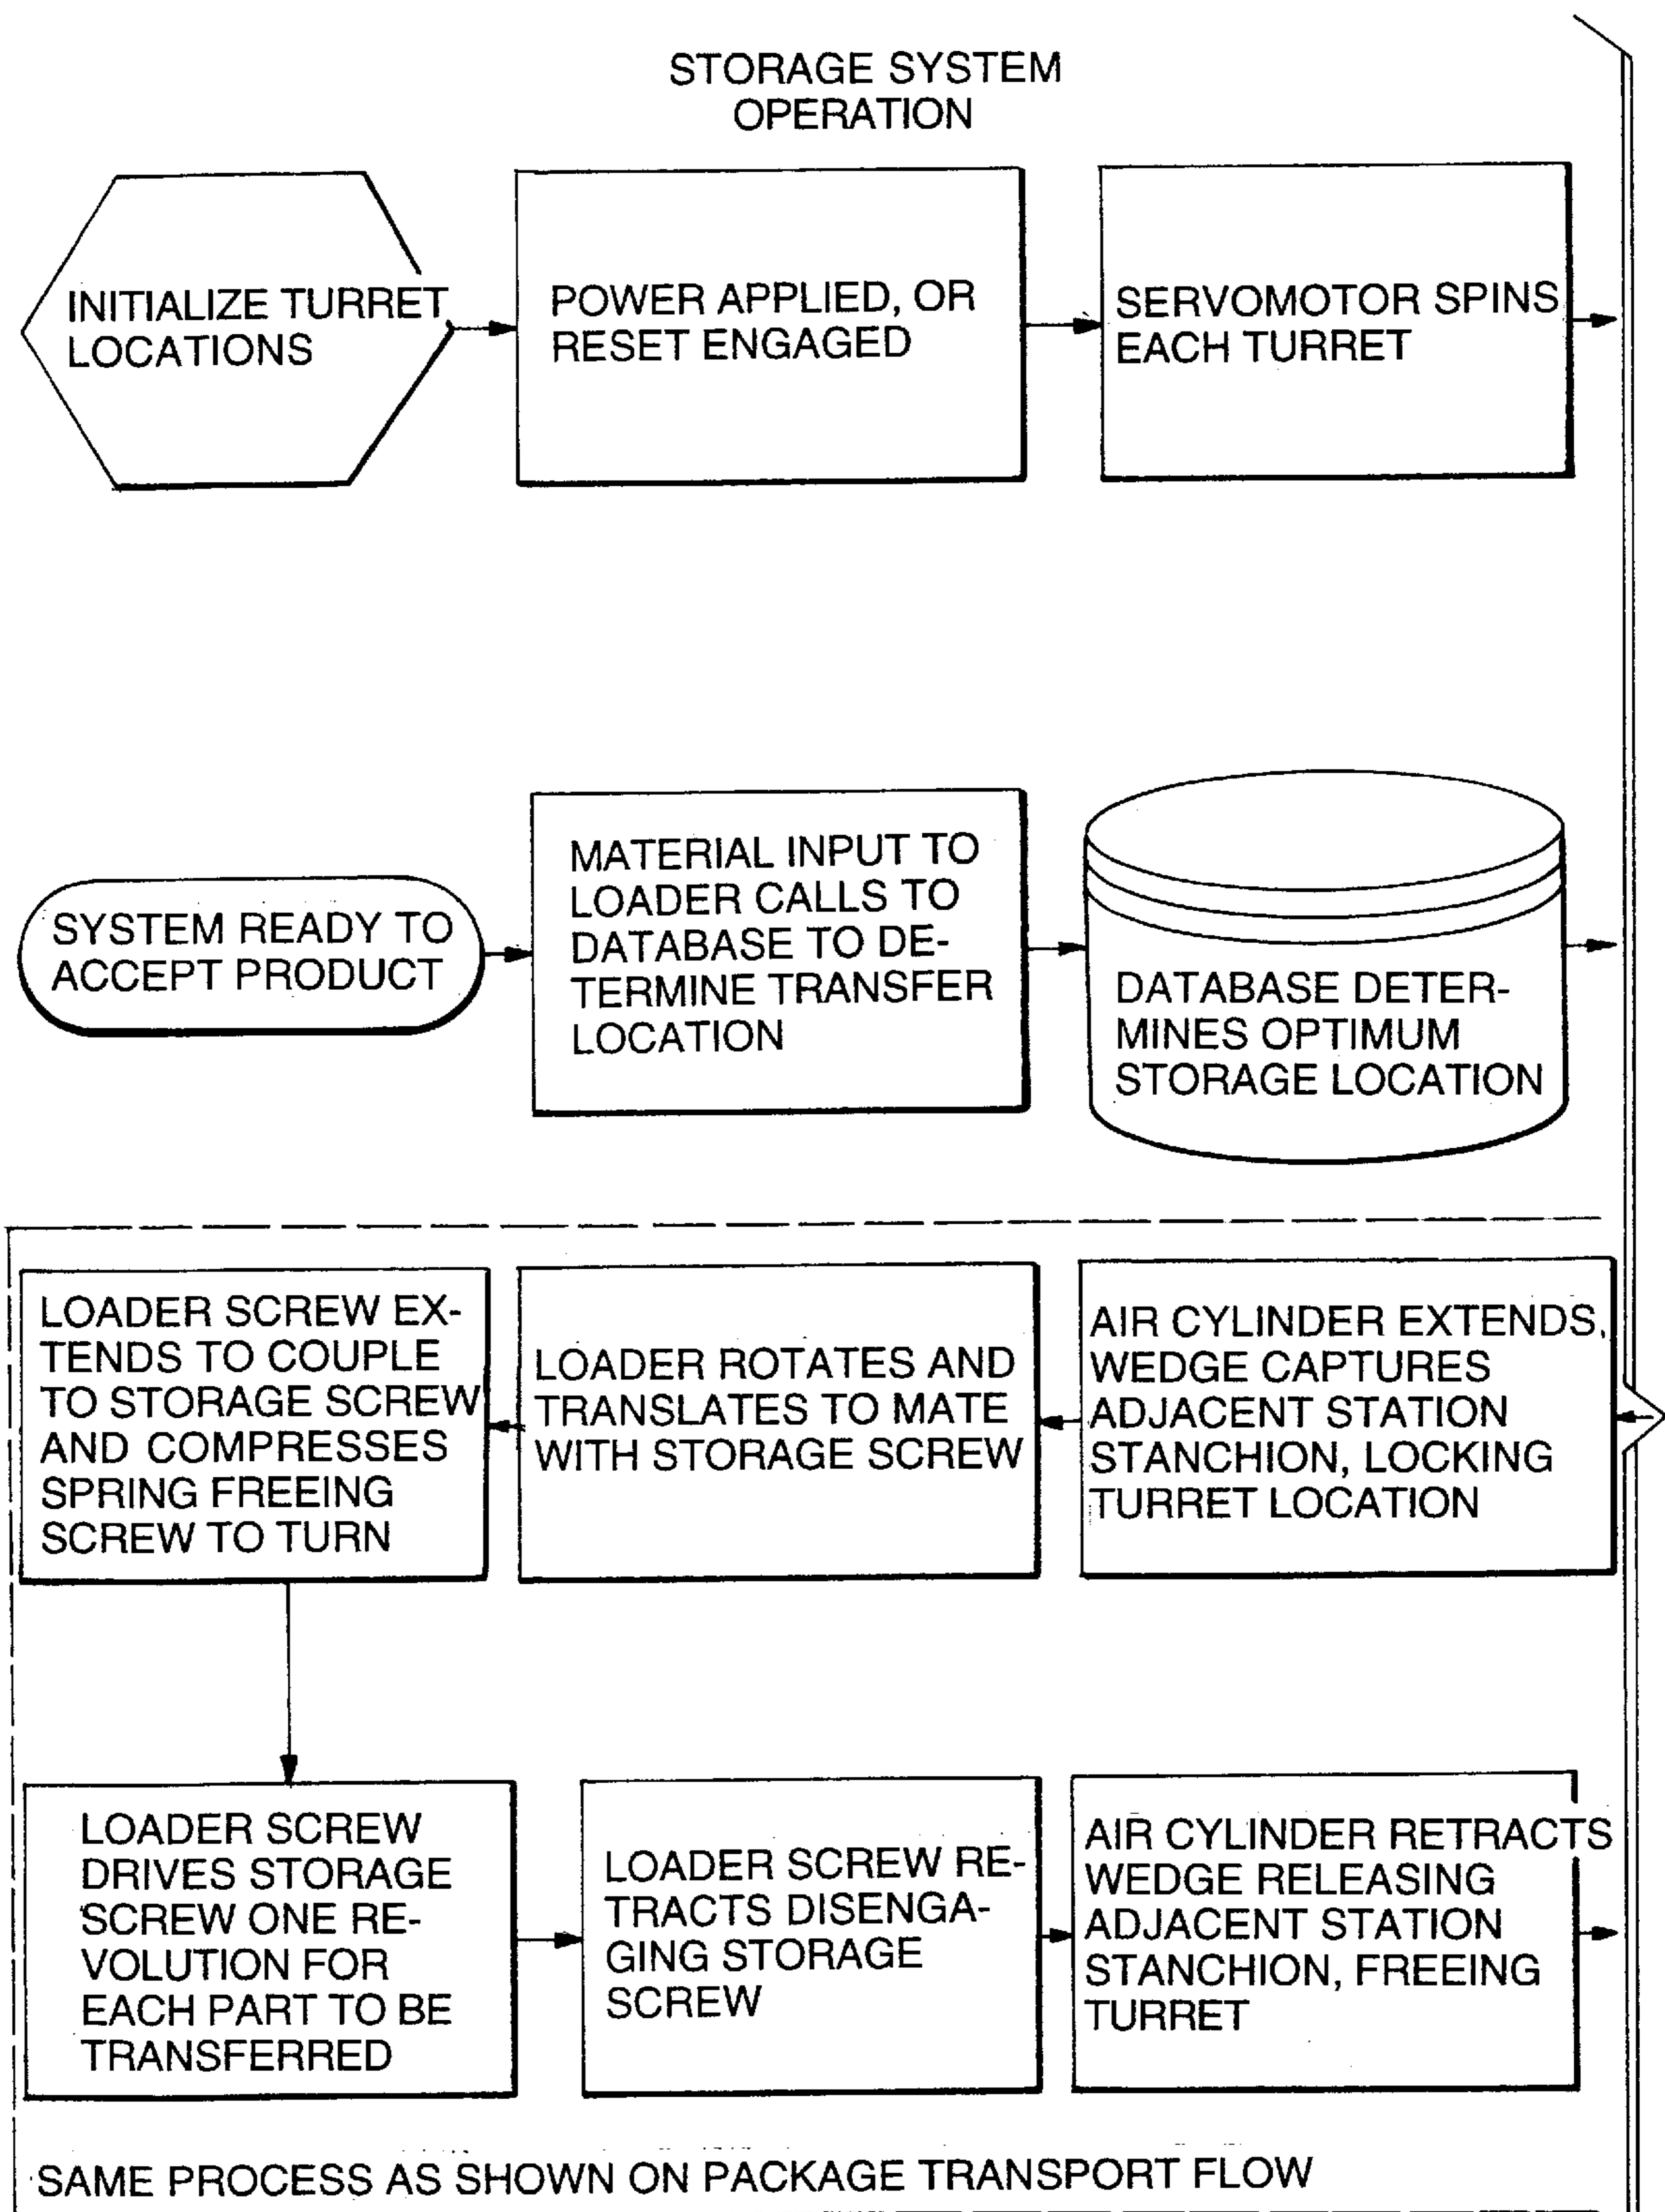 STORAGE SYSTEM
OPERATION
INITIALIZE TURRET
LOCATIONS
POWER APPLIED, OR
RESET ENGAGED
SERVOMOTOR SPINS
EACH TURRET
SYSTEM READY TO
ACCEPT PRODUCT
MATERIAL INPUT TO
LOADER CALLS TO
DATABASE TO DE-
TERMINE TRANSFER
LOCATION
DATABASE DETER-
MINES OPTIMUM
STORAGE LOCATION
LOADER SCREW EX-
TENDS TO COUPLE
TO STORAGE SCREW
AND COMPRESSES
SPRING FREEING
SCREW TO TURN
LOADER ROTATES AND
TRANSLATES TO MATE
WITH STORAGE SCREW
AIR CYLINDER EXTENDS,
WEDGE CAPTURES
ADJACENT STATION
STANCHION, LOCKING
TURRET LOCATION
LOADER SCREW
DRIVES STORAGE
SCREW ONE RE-
VOLUTION FOR
EACH PART TO BE
TRANSFERRED
LOADER SCREW RE-
TRACTS DISENGA-
GING STORAGE
SCREW
AIR CYLINDER RETRACTS
WEDGE RELEASING
ADJACENT STATION
STANCHION, FREEING
TURRET
SAME PROCESS AS SHOWN ON PACKAGE TRANSPORT FLOW